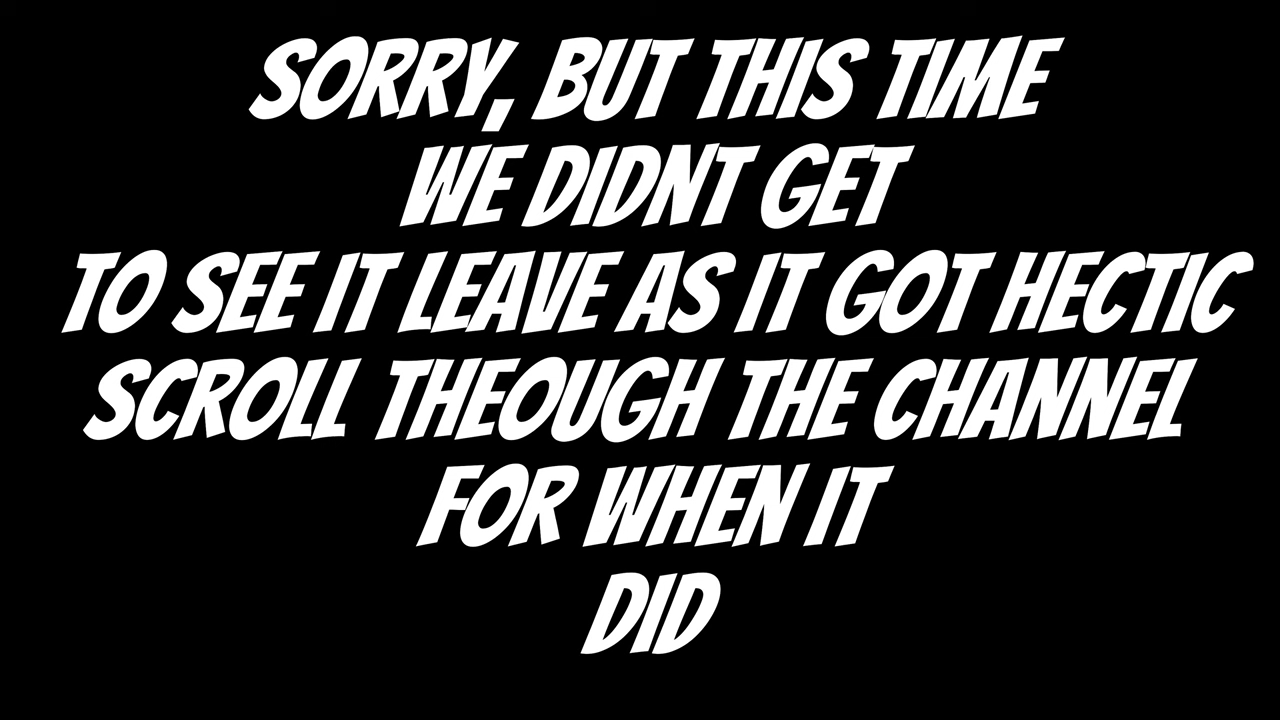 SORRY, BUT THIS TIME
WE DIDNT GET
TO SEE IT LEAVE AS IT GOT HECTIC
SCROLL THEOUGH THE CHANNEL
FOR WHEN IT
DID